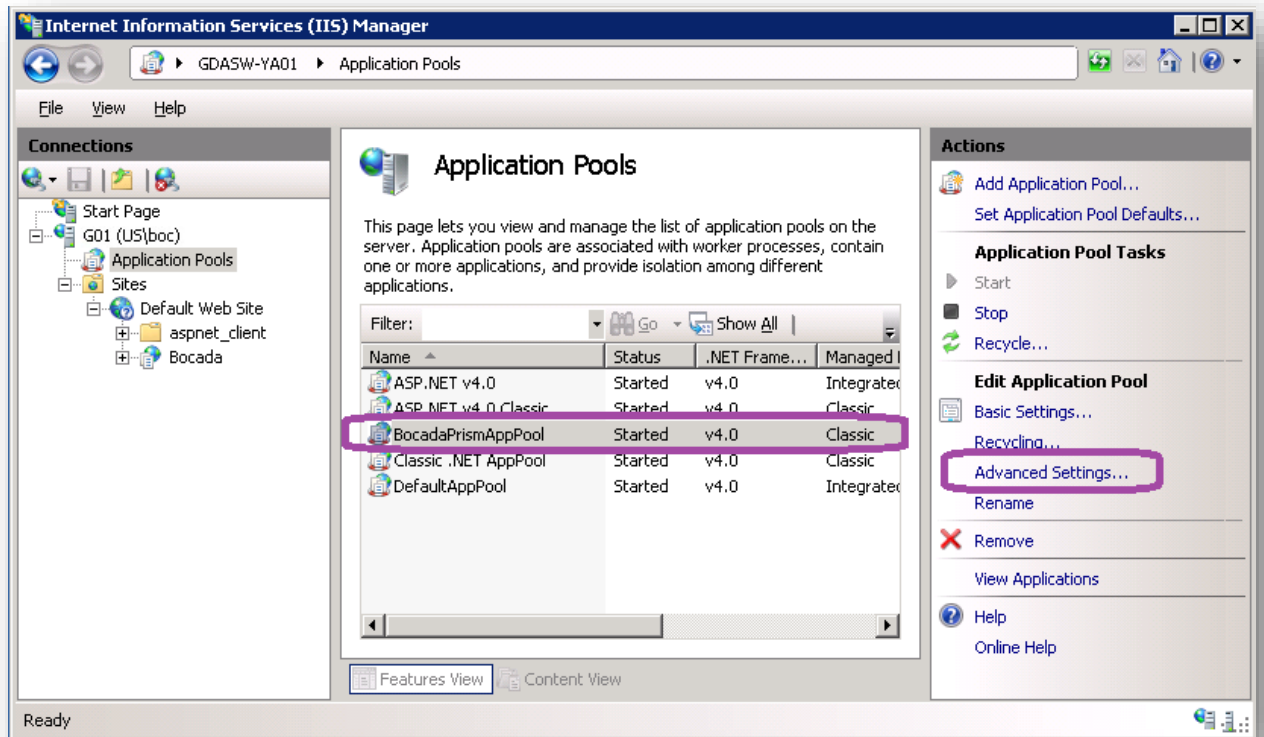 Internet Information Services (IIS) Manager
GDASW-YA01 Application Pools
File View Help
Connections
Start Page
G01 (US\boc)
Application Pools
Sites
Default Web Site
aspnet_client
Bocada
Application Pools
This page lets you view and manage the list of application pools on the
server. Application pools are associated with worker processes, contain
one or more applications, and provide isolation among different
applications.
Filter: Go Show All
Name Status .NET Frame... Managed
ASP.NET v4.0 Started v4.0 Integrated
ASP.NET v4.0 Classic Started v4.0 Classic
BocadaPrismAppPool Started v4.0 Classic
Classic .NET AppPool Started v4.0 Classic
DefaultAppPool Started v4.0 Integrated
Features View Content View
Actions
Add Application Pool...
Set Application Pool Defaults...
Application Pool Tasks
Start
Stop
Recycle...
Edit Application Pool
Basic Settings...
Recycling...
Advanced Settings...
Rename
Remove
View Applications
Help
Online Help
Ready